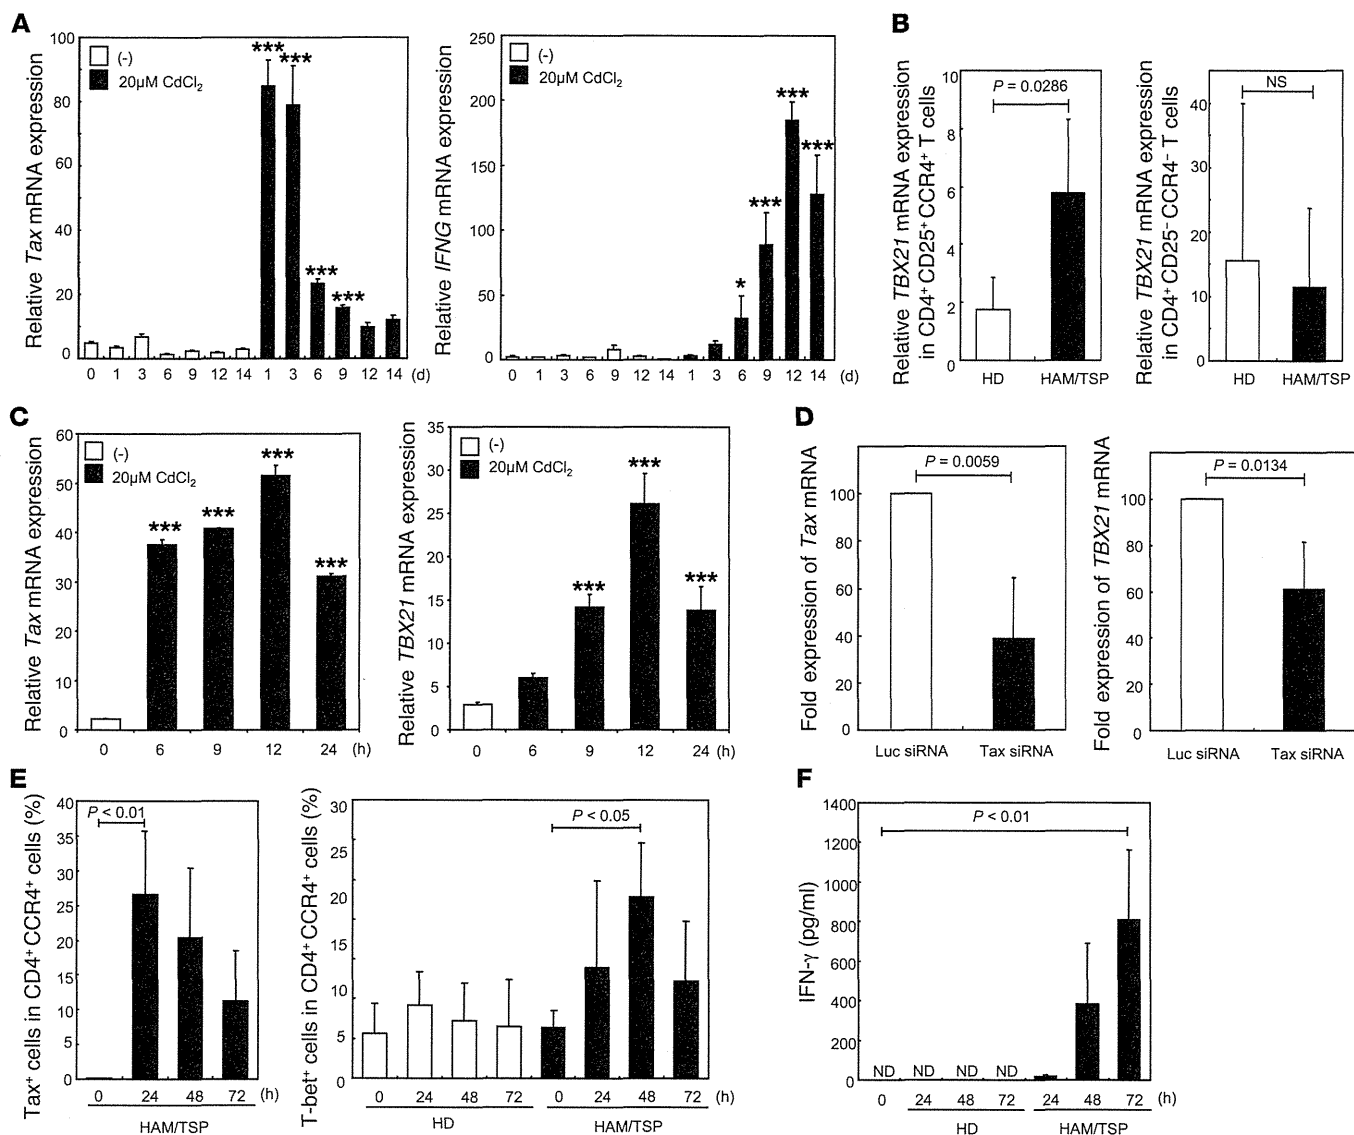 A
Relative Tax mRNA expression
100
80
60
40
20
0
(-)
20μM CdCl2
***
***
***
***
0 1 3 6 9 12 14 1 3 6 9 12 14 (d)
Relative IFNG mRNA expression
250
200
150
100
50
0
(-)
20μM CdCl2
*
***
***
***
0 1 3 6 9 12 14 1 3 6 9 12 14 (d)
B
Relative TBX21 mRNA expression
in CD4+ CD25+ CCR4+ T cells
10
8
6
4
2
0
P = 0.0286
HD HAM/TSP
Relative TBX21 mRNA expression
in CD4+ CD25- CCR4- T cells
40
30
20
10
0
NS
HD HAM/TSP
C
Relative Tax mRNA expression
60
50
40
30
20
10
0
(-)
20μM CdCl2
***
***
***
***
0 6 9 12 24 (h)
Relative TBX21 mRNA expression
35
30
25
20
15
10
5
0
(-)
20μM CdCl2
***
***
***
0 6 9 12 24 (h)
D
Fold expression of Tax mRNA
100
80
60
40
20
0
P = 0.0059
Luc siRNA Tax siRNA
Fold expression of TBX21 mRNA
100
80
60
40
20
0
P = 0.0134
Luc siRNA Tax siRNA
E
Tax+ cells in CD4+ CCR4+ cells (%)
40
35
30
25
20
15
10
5
0
P < 0.01
0 24 48 72 (h)
HAM/TSP
T-bet+ cells in CD4+ CCR4+ cells (%)
30
25
20
15
10
5
0
P < 0.05
0 24 48 72 0 24 48 72 (h)
HD HAM/TSP
F
IFN-γ (pg/ml)
1400
1200
1000
800
600
400
200
0
P < 0.01
ND ND ND ND
0 24 48 72 24 48 72 (h)
HD HAM/TSP